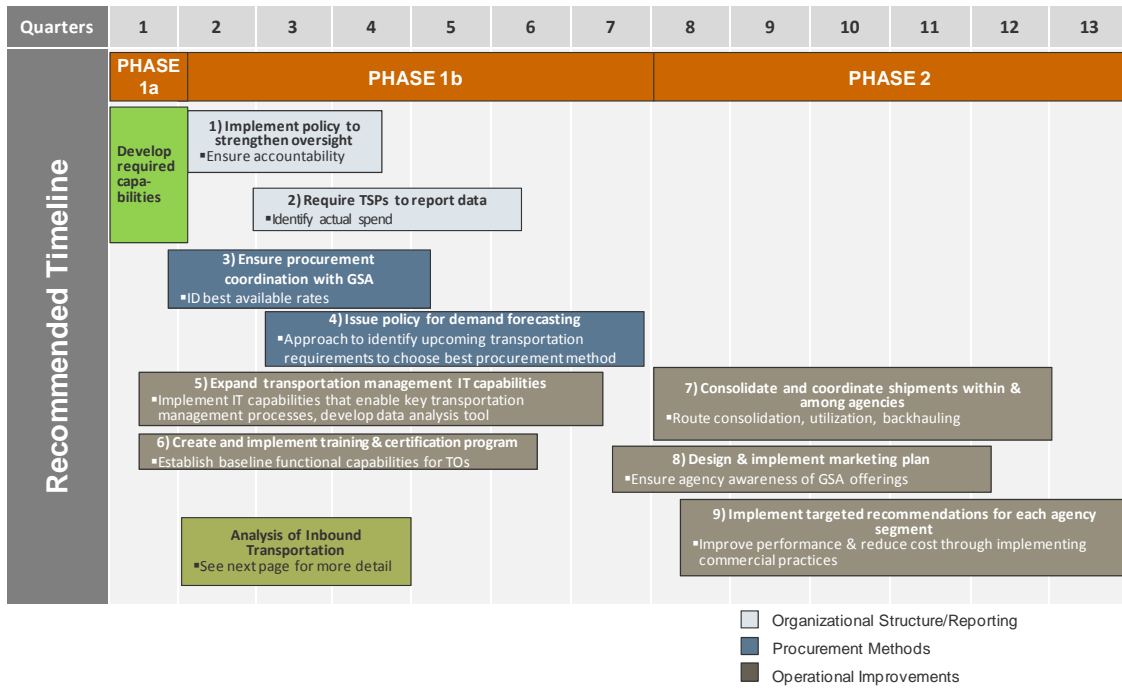 Quarters 1 2 3 4 5 6 7 8 9 10 11 12 13
Recommended Timeline
PHASE
1a
PHASE 1b
PHASE 2
Develop
required
capa-
bilities
1) Implement policy to
strengthen oversight
▪Ensure accountability
2) Require TSPs to report data
▪Identify actual spend
3) Ensure procurement
coordination with GSA
▪ID best available rates
4) Issue policy for demand forecasting
▪Approach to identify upcoming transportation
requirements to choose best procurement method
5) Expand transportation management IT capabilities
▪Implement IT capabilities that enable key transportation
management processes, develop data analysis tool
6) Create and implement training & certification program
▪Establish baseline functional capabilities for TOs
7) Consolidate and coordinate shipments within &
among agencies
▪Route consolidation, utilization, backhauling
8) Design & implement marketing plan
▪Ensure agency awareness of GSA offerings
9) Implement targeted recommendations for each agency
segment
▪Improve performance & reduce cost through implementing
commercial practices
Analysis of Inbound
Transportation
▪See next page for more detail
Organizational Structure/Reporting
Procurement Methods
Operational Improvements